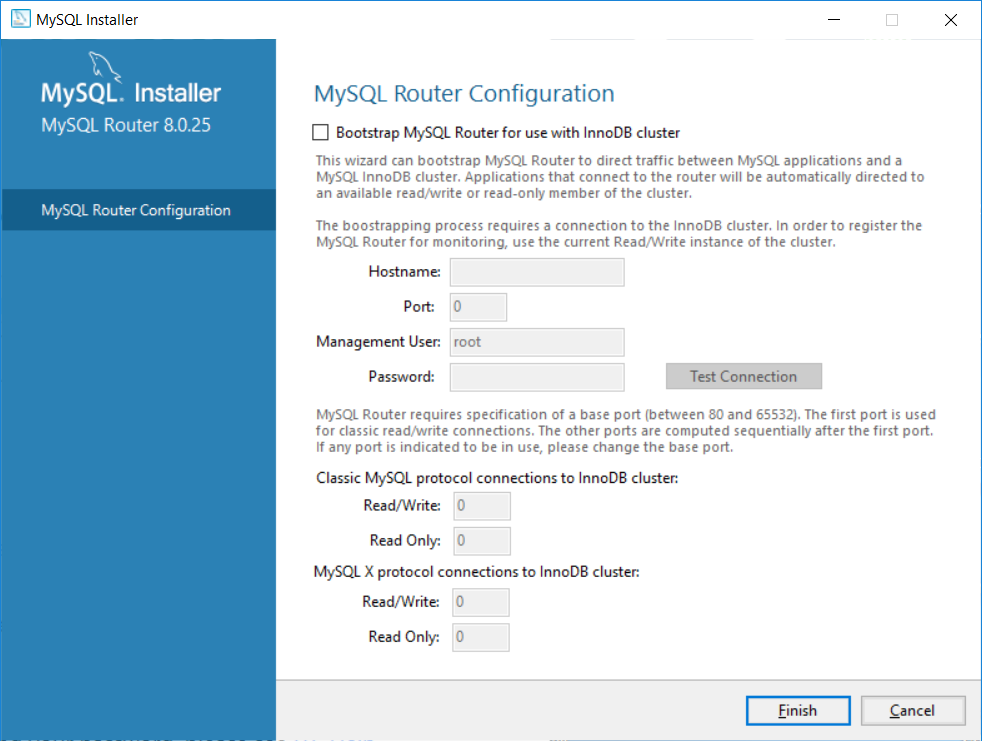 MySQL Installer
MySQL. Installer
MySQL Router 8.0.25
MySQL Router Configuration
MySQL Router Configuration
Bootstrap MySQL Router for use with InnoDB cluster
This wizard can bootstrap MySQL Router to direct traffic between MySQL applications and a
MySQL InnoDB cluster. Applications that connect to the router will be automatically directed to
an available read/write or read-only member of the cluster.
The boostrapping process requires a connection to the InnoDB cluster. In order to register the
MySQL Router for monitoring, use the current Read/Write instance of the cluster.
Hostname:
Port: 0
Management User: root
Password:
Test Connection
MySQL Router requires specification of a base port (between 80 and 65532). The first port is used
for classic read/write connections. The other ports are computed sequentially after the first port.
If any port is indicated to be in use, please change the base port.
Classic MySQL protocol connections to InnoDB cluster:
Read/Write: 0
Read Only: 0
MySQL X protocol connections to InnoDB cluster:
Read/Write: 0
Read Only: 0
Finish Cancel